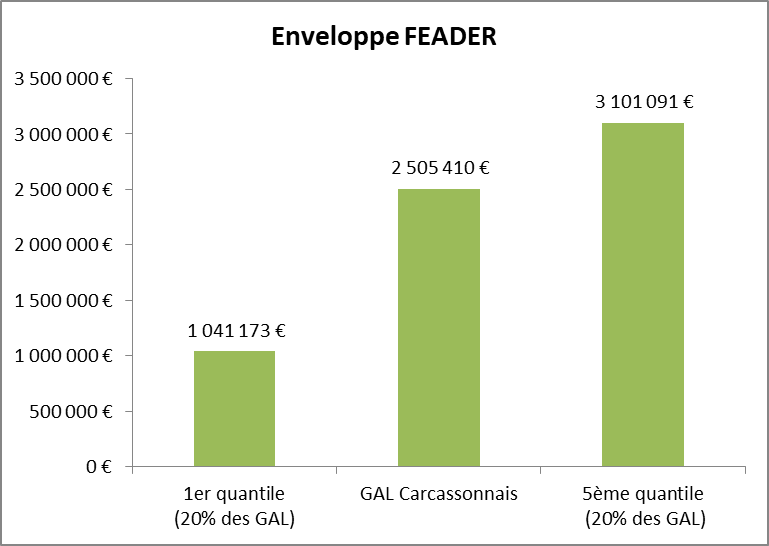 Enveloppe FEADER
3 500 000 €
3 000 000 €
2 500 000 €
2 000 000 €
1 500 000 €
1 000 000 €
500 000 €
0 €
1 041 173 €
2 505 410 €
3 101 091 €
1er quantile
(20% des GAL)
GAL Carcassonnais
5ème quantile
(20% des GAL)